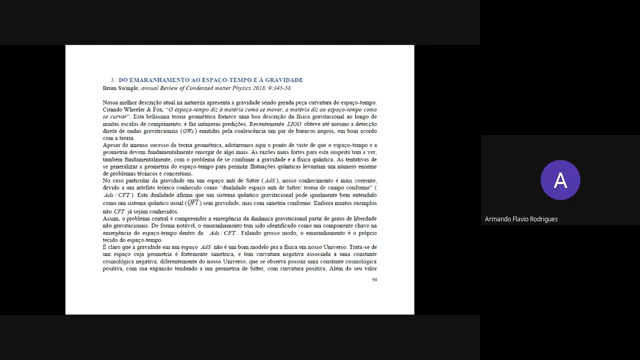 3. DO EMARANHAMENTO AO ESPAÇO-TEMPO E À GRAVIDADE
Brian Swingle, annual Review of Condensed matter Physics 2018. 9:345-58
Nossa melhor descrição atual na natureza apresenta a gravidade sendo gerada peça curvatura do espaço-tempo.
Citando Wheeler & Fox, “O espaço-tempo diz à matéria como se mover, a matéria diz ao espaço-tempo como
se curvar”. Esta belíssima teoria geométrica fornece uma boa descrição da física gravitacional ao longo de
muitas escalas de comprimento, e faz inúmeras predições. Recentemente LIGO obteve até mesmo a detecção
direta de ondas gravitacionais (GWs) emitidas pela coalescência um par de buracos negros, em bom acordo
com a teoria.
Apesar do imenso sucesso da teoria geométrica, adotaremos aqui o ponto de vaste de que o espaço-tempo e a
geometria devem fundamentalmente emergir de algo mais. As razões mais fortes para esta suspeita tem a ver,
também fundamentalmente, com o problema de se combinar a gravidade e a física quântica. As tentativas de
se generalizar a geometria do espaço-tempo para permitir flutuações quânticas levantam um número enorme
de problemas técnicos e conceituais.
No caso particular da gravidade em um espaço anti de Sitter (AdS), nosso conhecimento é mais coerente,
devido a um artefato teórico conhecido como “dualidade espaço anti de Sitter/ teoria de campo conforme” (
Ads / CFT). Esta dualidade afirma que um sistema quântico gravitacional pode igualmente bem entendido
como um sistema quântico usual (QFT) sem gravidade, mas com simetria conforme. Embora muitos exemplos
não CFT já sejam conhecidos.
Assim, o problema central é compreender a emergência da dinâmica gravitacional partir de graus de liberdade
não gravitacionais. De forma notável, o emaranhamento tem sido identificado como um componente chave na
emergência do espaço-tempo dentro da Ads / CFT. Falando grosso modo, o emaranhamento é o próprio
tecido do espaço-tempo.
É claro que a gravidade em um espaço AdS não é um bom modelo pra a física em nosso Universo. Trata-se de
um espaço cuja geometria é fortemente simétrica, e tem curvatura negativa associada a uma constante
cosmológica negativa, diferentemente do nosso Universo, que se observa possuir uma constante cosmológica
positiva, com sua expansão tendendo a um geometria de Sitter, com curvatura positiva. Além do seu valor
94
A
Armando Flavio Rodrigues